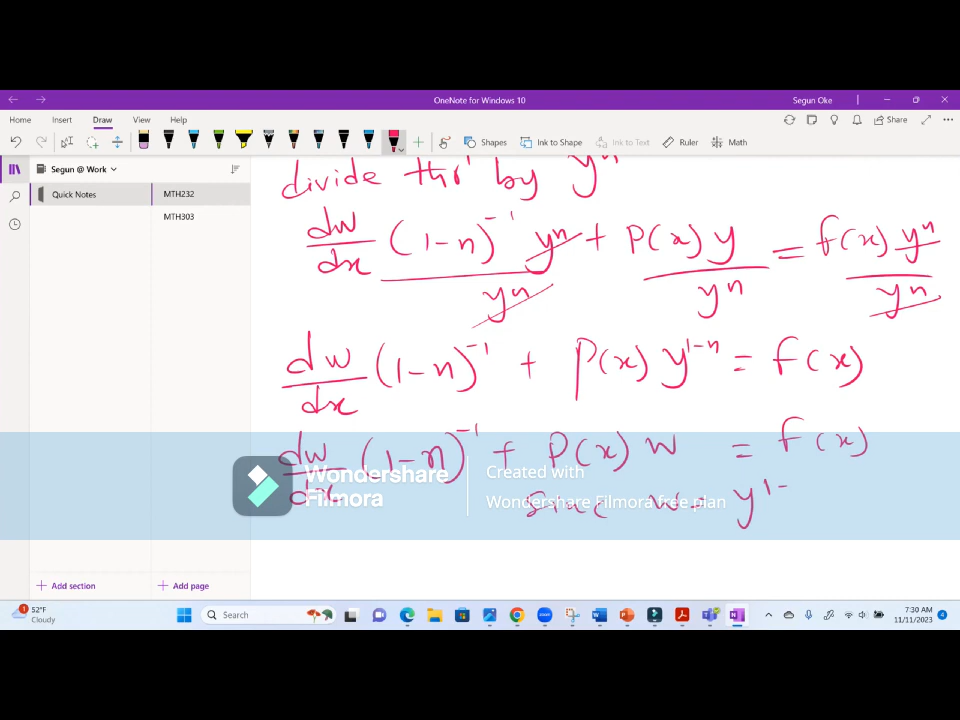 OneNote for Windows 10
Segun Oke
Home Insert Draw View Help
Share
Shapes Ink to Shape Ink to Text Ruler Math
Segun @ Work
Quick Notes
MTH232
MTH303
divide thr' by yⁿ
dw/dx (1-n)⁻¹ yⁿ/yⁿ + P(x)y/yⁿ = f(x)yⁿ/yⁿ
dw/dx (1-n)⁻¹ + P(x) y¹⁻ⁿ = f(x)
dw/dx (1-n)⁻¹ + P(x) w = f(x)
since w = y¹⁻
Wondershare
Filmora
Created with
Wondershare Filmora free plan
Add section
Add page
1
52°F
Cloudy
Search
7:30 AM
11/11/2023
4